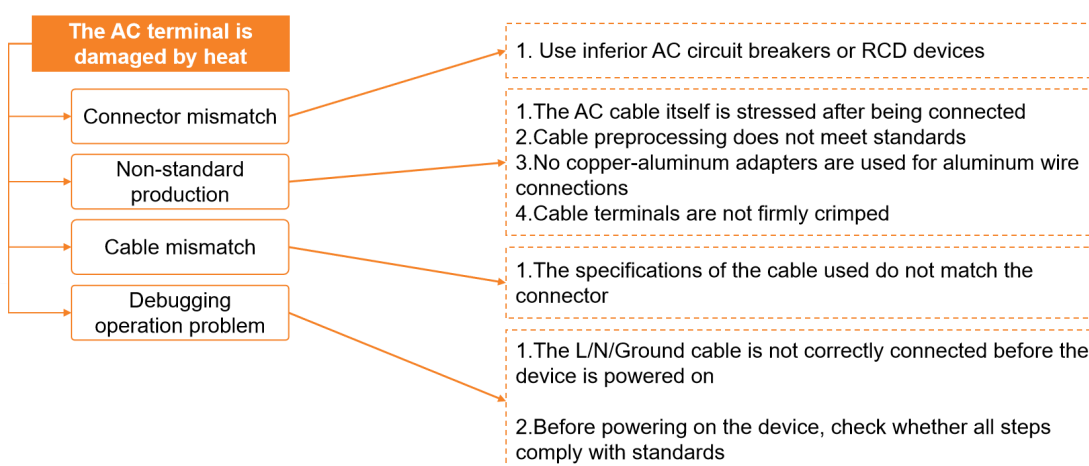 The AC terminal is
damaged by heat
Connector mismatch
Non-standard
production
Cable mismatch
Debugging
operation problem
1. Use inferior AC circuit breakers or RCD devices
1.The AC cable itself is stressed after being connected
2.Cable preprocessing does not meet standards
3.No copper-aluminum adapters are used for aluminum wire
connections
4.Cable terminals are not firmly crimped
1.The specifications of the cable used do not match the
connector
1.The L/N/Ground cable is not correctly connected before the
device is powered on
2.Before powering on the device, check whether all steps
comply with standards